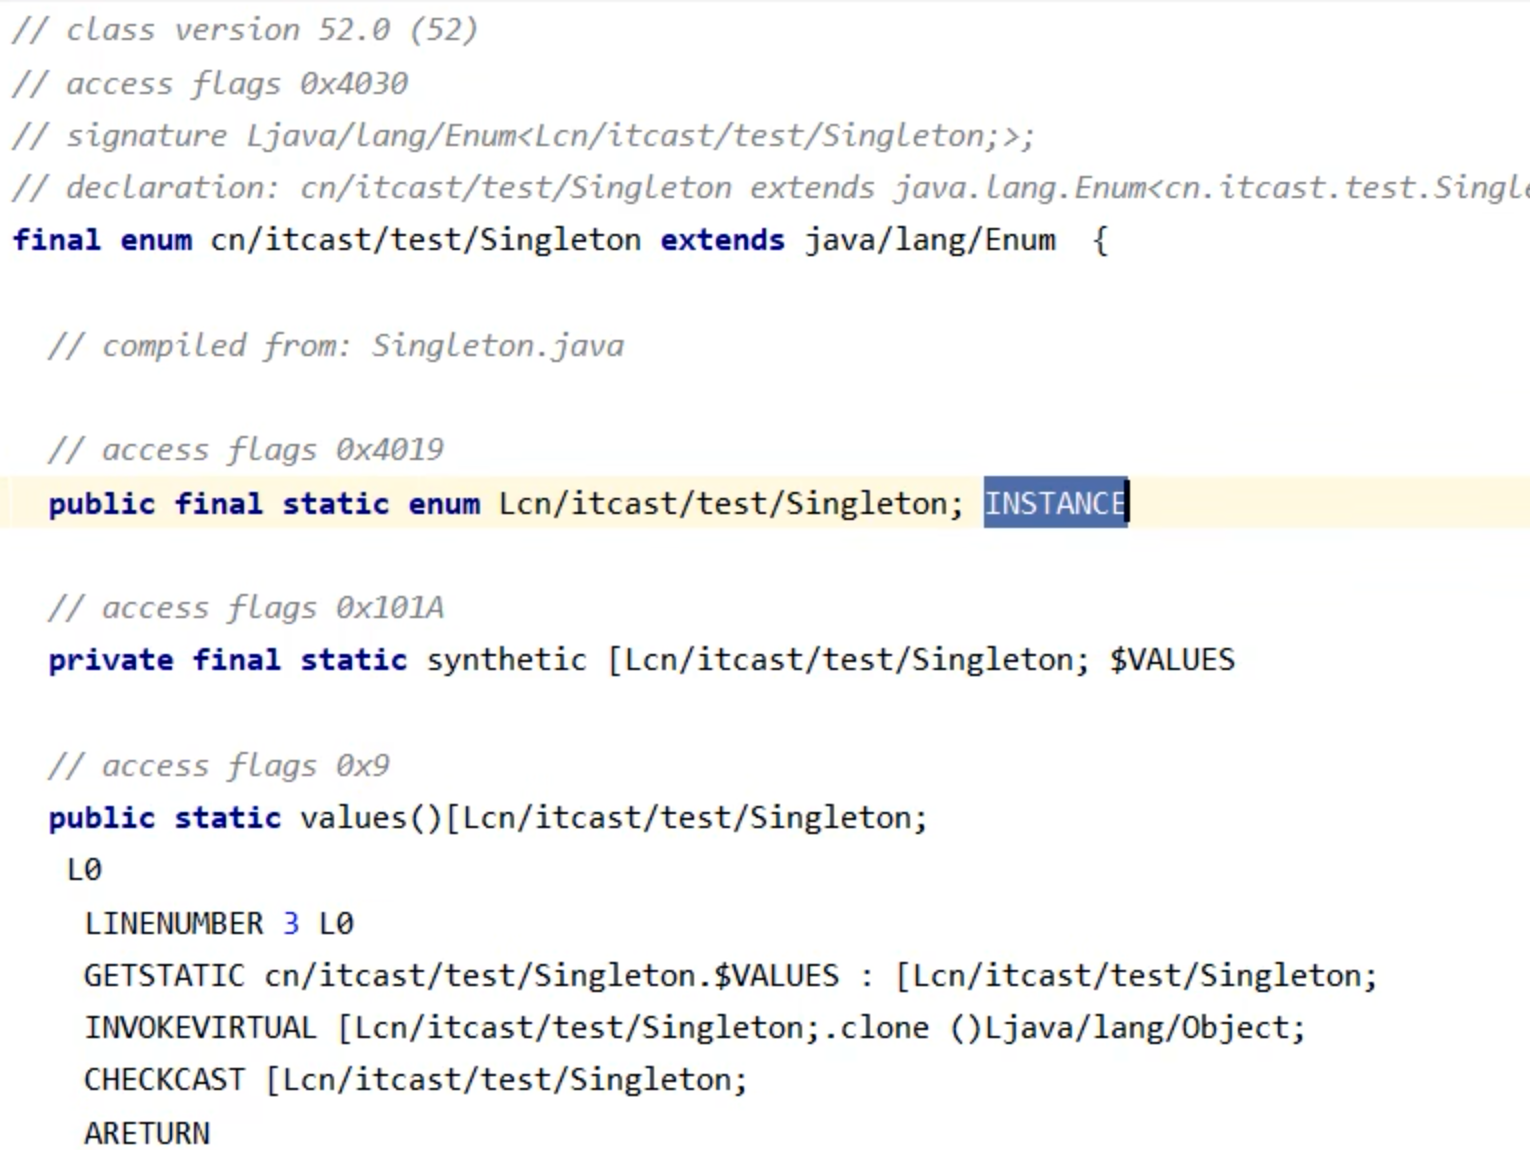 // class version 52.0 (52)
// access flags 0x4030
// signature Ljava/lang/Enum<Lcn/itcast/test/Singleton;>;
// declaration: cn/itcast/test/Singleton extends java.lang.Enum<cn.itcast.test.Single
final enum cn/itcast/test/Singleton extends java/lang/Enum {
// compiled from: Singleton.java
// access flags 0x4019
public final static enum Lcn/itcast/test/Singleton; INSTANCE
// access flags 0x101A
private final static synthetic [Lcn/itcast/test/Singleton; $VALUES
// access flags 0x9
public static values()[Lcn/itcast/test/Singleton;
L0
LINENUMBER 3 L0
GETSTATIC cn/itcast/test/Singleton.$VALUES : [Lcn/itcast/test/Singleton;
INVOKEVIRTUAL [Lcn/itcast/test/Singleton;.clone ()Ljava/lang/Object;
CHECKCAST [Lcn/itcast/test/Singleton;
ARETURN